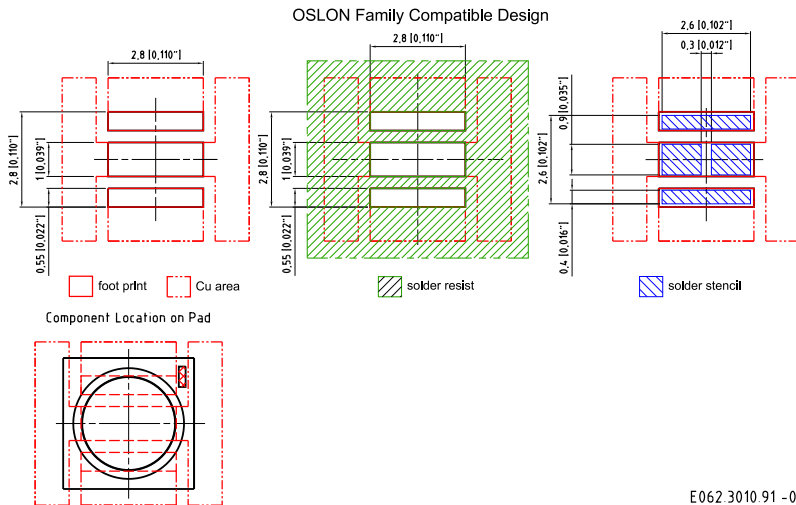 OSLON Family Compatible Design
2,8 [0,110"]
2,8 [0,110"]
1 [0,039"]
0,55 [0,022"]
2,8 [0,110"]
2,8 [0,110"]
1 [0,039"]
0,55 [0,022"]
2,6 [0,102"]
0,3 [0,012"]
0,9 [0,035"]
2,6 [0,102"]
0,4 [0,016"]
foot print
Cu area
solder resist
solder stencil
Component Location on Pad
E062.3010.91 -0